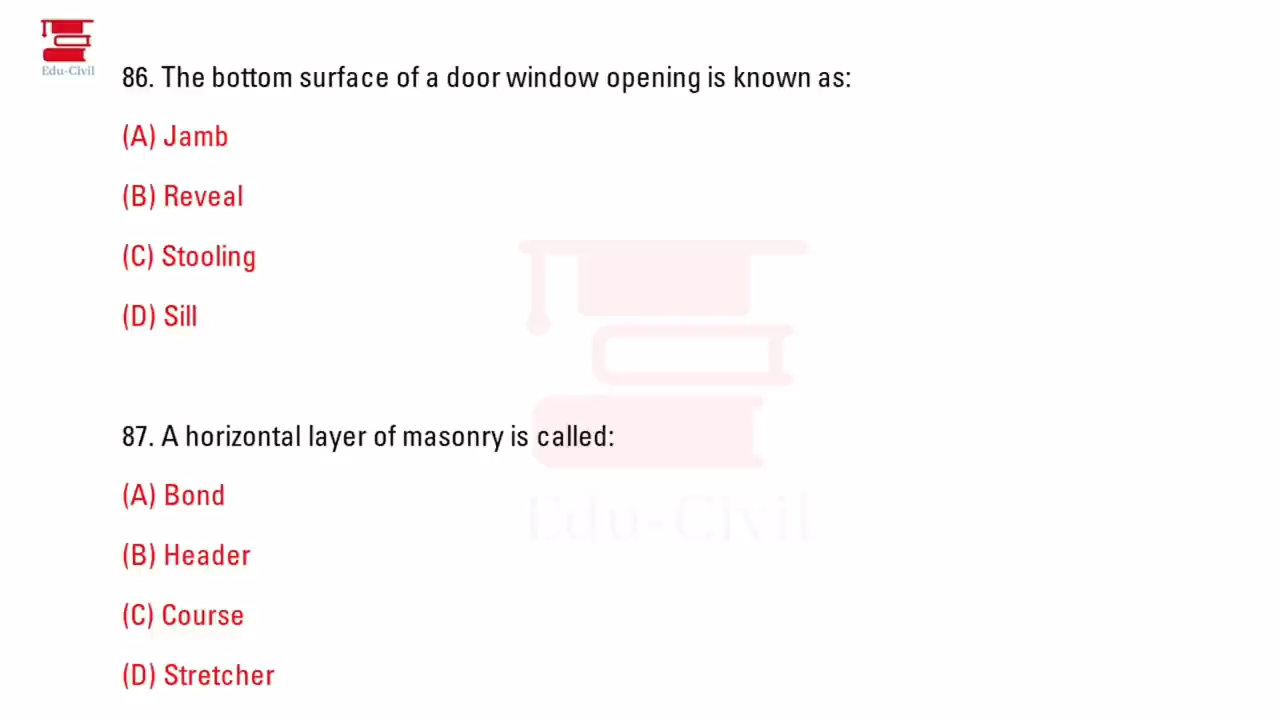 Edu-Civil
86. The bottom surface of a door window opening is known as:
(A) Jamb
(B) Reveal
(C) Stooling
(D) Sill
87. A horizontal layer of masonry is called:
(A) Bond
Edu-Civil
(B) Header
(C) Course
(D) Stretcher